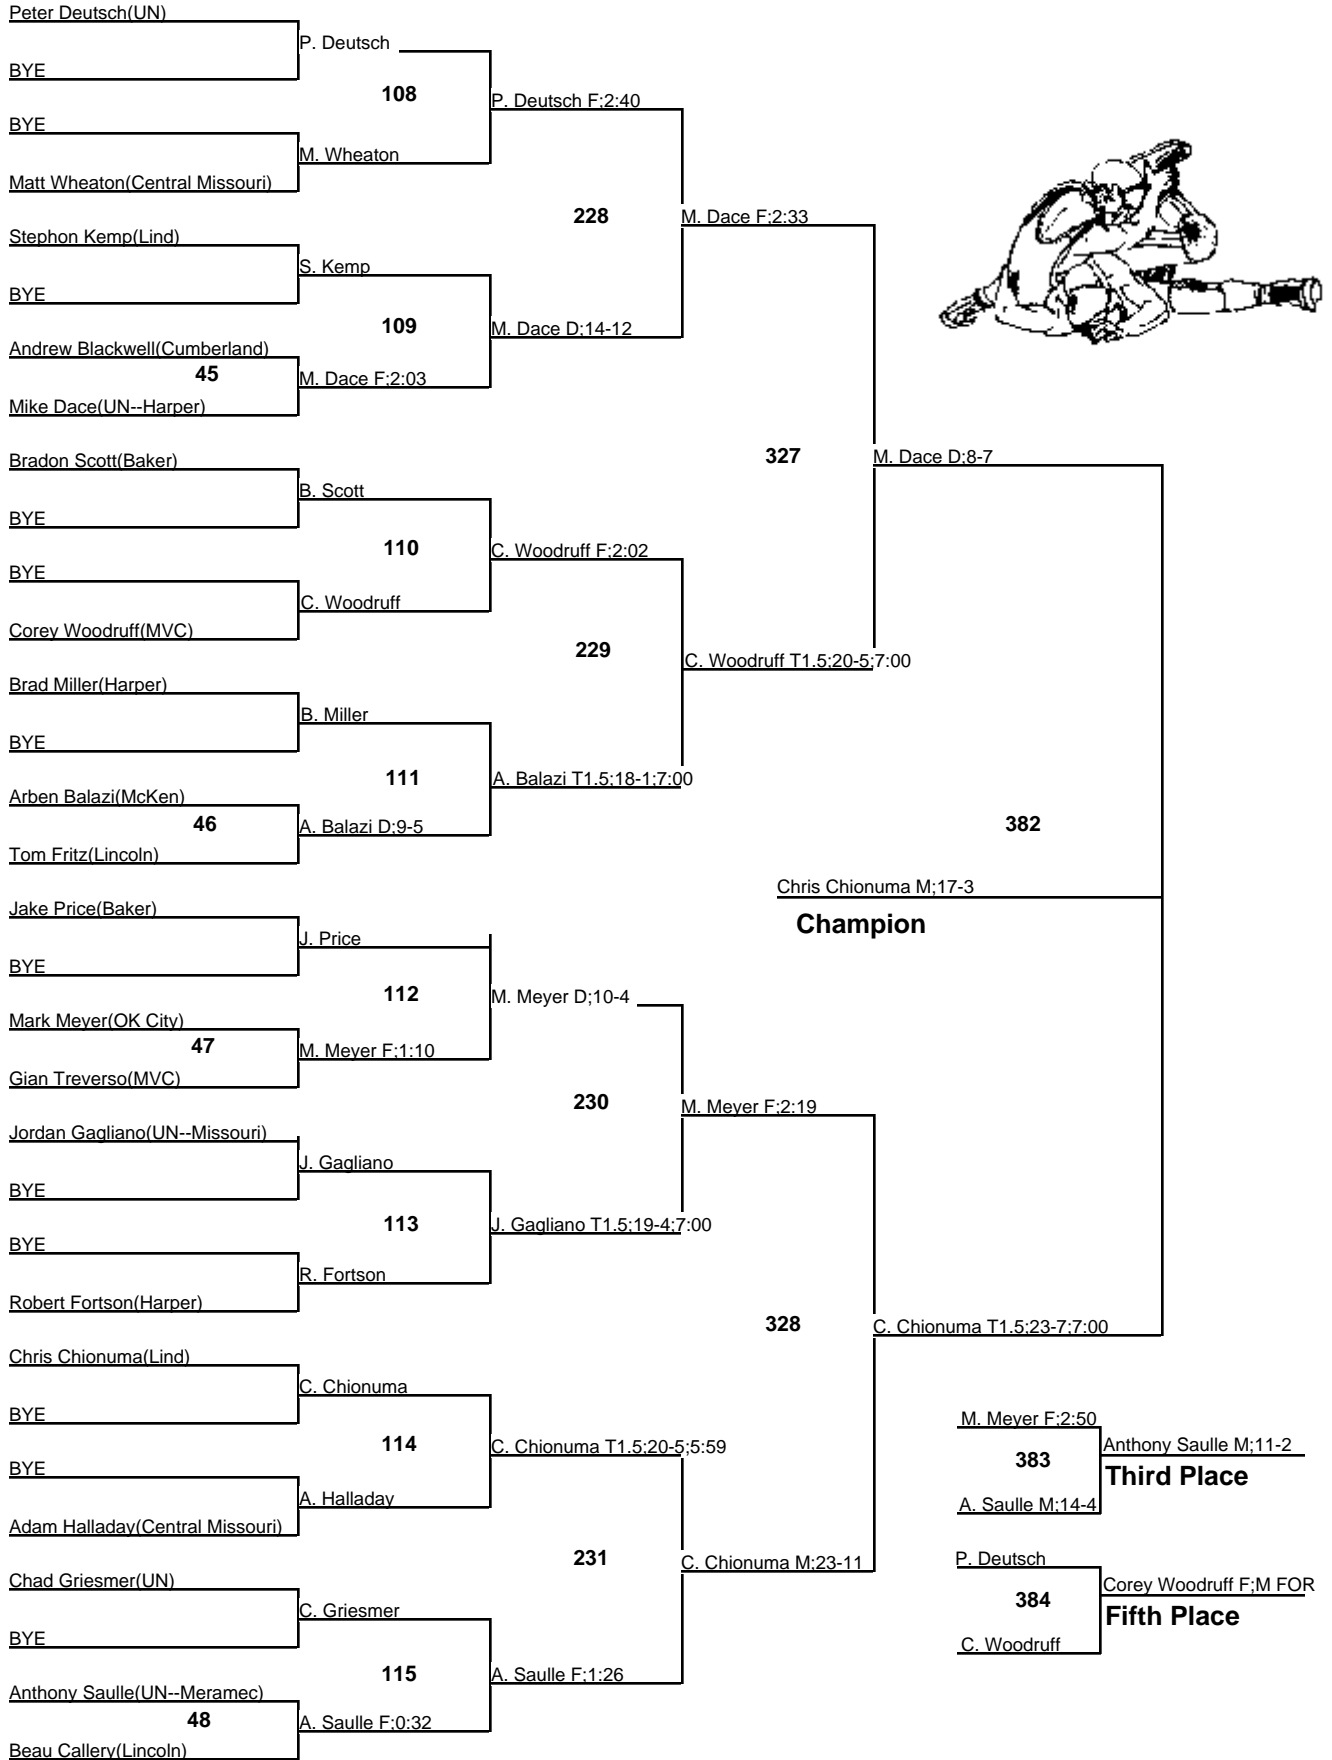 Peter Deutsch(UN)
P. Deutsch
BYE
108
P. Deutsch F;2:40
BYE
M. Wheaton
Matt Wheaton(Central Missouri)
228
M. Dace F;2:33
Stephon Kemp(Lind)
S. Kemp
BYE
109
M. Dace D;14-12
Andrew Blackwell(Cumberland)
45
M. Dace F;2:03
Mike Dace(UN--Harper)
327
M. Dace D;8-7
Bradon Scott(Baker)
B. Scott
BYE
110
C. Woodruff F;2:02
BYE
C. Woodruff
Corey Woodruff(MVC)
229
C. Woodruff T1.5;20-5;7:00
Brad Miller(Harper)
B. Miller
BYE
111
A. Balazi T1.5;18-1;7:00
Arben Balazi(McKen)
46
A. Balazi D;9-5
382
Tom Fritz(Lincoln)
Chris Chionuma M;17-3
Champion
Jake Price(Baker)
J. Price
BYE
112
M. Meyer D;10-4
Mark Meyer(OK City)
47
M. Meyer F;1:10
Gian Treverso(MVC)
230
M. Meyer F;2:19
Jordan Gagliano(UN--Missouri)
J. Gagliano
BYE
113
J. Gagliano T1.5;19-4;7:00
BYE
R. Fortson
Robert Fortson(Harper)
328
C. Chionuma T1.5;23-7;7:00
Chris Chionuma(Lind)
C. Chionuma
BYE
114
C. Chionuma T1.5;20-5;5:59
BYE
A. Halladay
Adam Halladay(Central Missouri)
231
C. Chionuma M;23-11
Chad Griesmer(UN)
C. Griesmer
BYE
115
A. Saulle F;1:26
Anthony Saulle(UN--Meramec)
48
A. Saulle F;0:32
Beau Callery(Lincoln)
M. Meyer F;2:50
383
Anthony Saulle M;11-2
Third Place
A. Saulle M;14-4
P. Deutsch
384
Corey Woodruff F;M FOR
Fifth Place
C. Woodruff